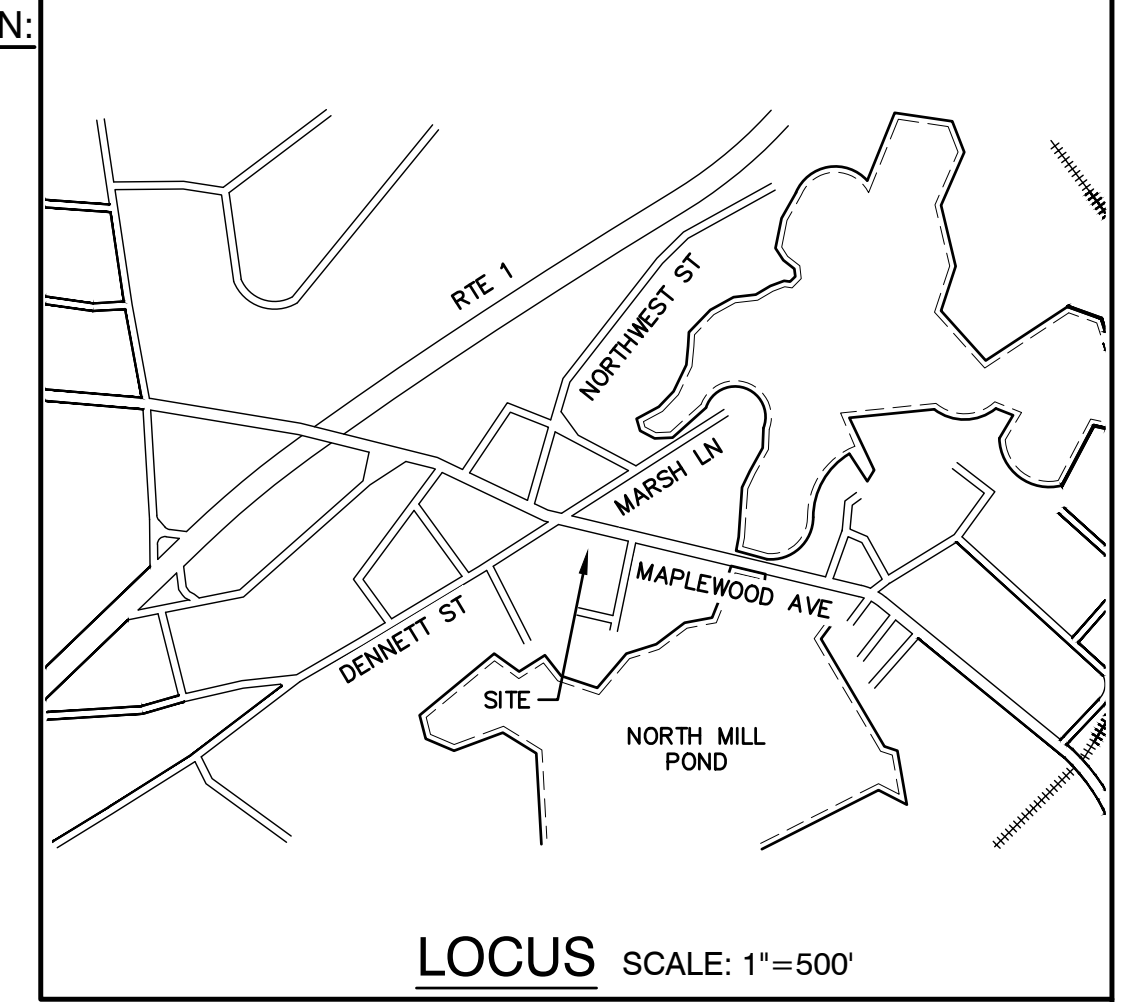 N:
RTE 1
NORTHWEST ST
MARSH LN
MAPLEWOOD AVE
DENNETT ST
SITE
NORTH MILL
POND
LOCUS SCALE: 1"=500'